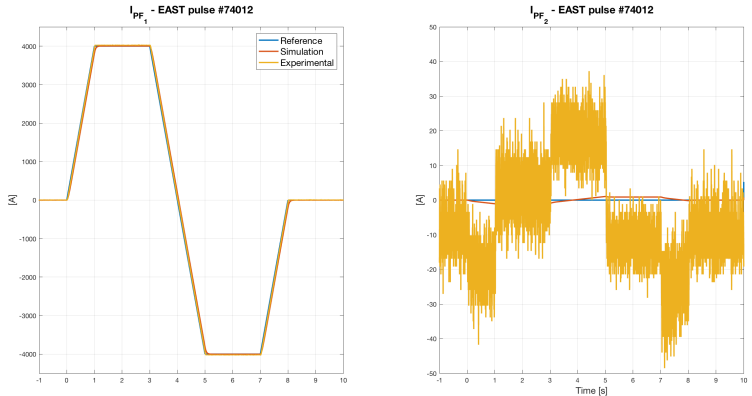 I_PF_1 - EAST pulse #74012
Reference
Simulation
Experimental
4000
3000
2000
1000
0
1000
-2000
-3000
-4000
[A]
-1 0 1 2 3 4 5 6 7 8 9 10
I_PF_2 - EAST pulse #74012
50
40
30
20
10
0
-10
-20
-30
-40
-50
[A]
-1 0 1 2 3 4 5 6 7 8 9 10
Time [s]